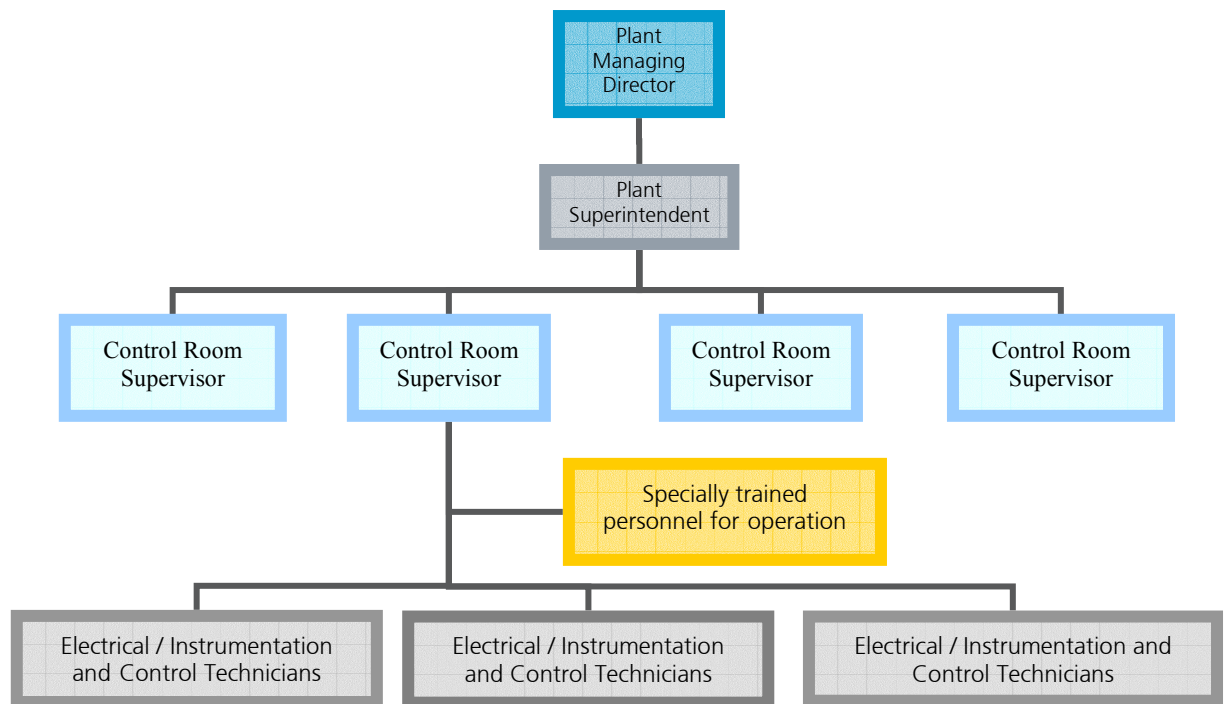 Plant
Managing
Director
Plant
Superintendent
Control Room
Supervisor
Control Room
Supervisor
Control Room
Supervisor
Control Room
Supervisor
Specially trained
personnel for operation
Electrical / Instrumentation
and Control Technicians
Electrical / Instrumentation
and Control Technicians
Electrical / Instrumentation and
Control Technicians